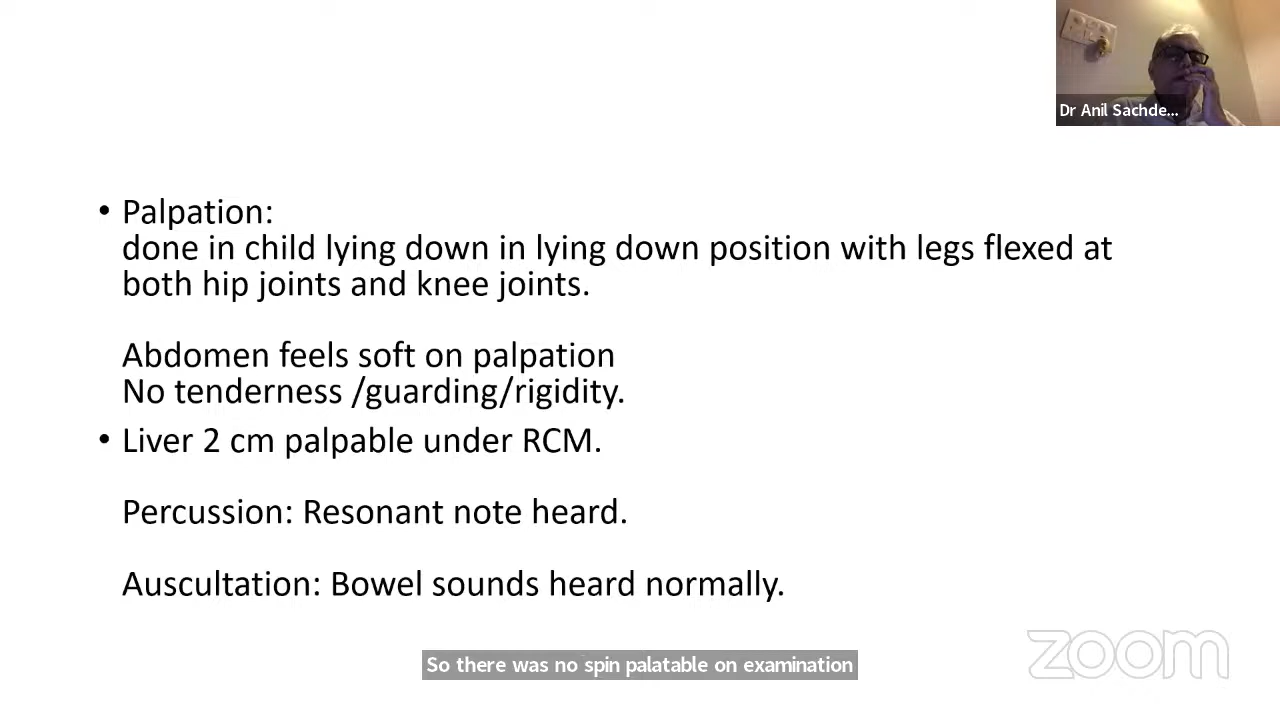 Dr Anil Sachde...
• Palpation:
done in child lying down in lying down position with legs flexed at
both hip joints and knee joints.
Abdomen feels soft on palpation
No tenderness /guarding/rigidity.
• Liver 2 cm palpable under RCM.
Percussion: Resonant note heard.
Auscultation: Bowel sounds heard normally.
So there was no spin palatable on examination
zoom